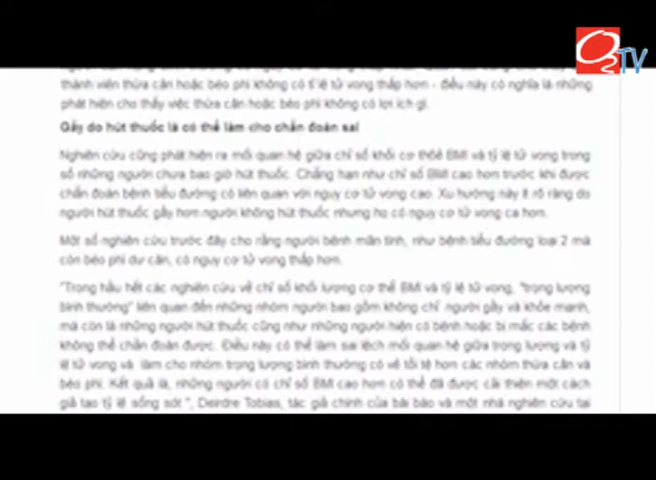 O2TV
thành viên thừa cân hoặc béo phì không có tỉ lệ tử vong thấp hơn - điều này có nghĩa là những
phát hiện cho thấy việc thừa cân hoặc béo phì không có lợi ích gì.
Gầy do hút thuốc lá có thể làm cho chẩn đoán sai
Nghiên cứu cũng phát hiện ra mối quan hệ giữa chỉ số khối cơ thể BMI và tỷ lệ tử vong trong
số những người chưa bao giờ hút thuốc. Chẳng hạn như chỉ số BMI cao hơn trước khi được
chẩn đoán bệnh tiểu đường có liên quan với nguy cơ tử vong cao. Xu hướng này ít rõ ràng do
người hút thuốc gầy hơn người không hút thuốc nhưng họ có nguy cơ tử vong ca hơn.
Một số nghiên cứu trước đây cho rằng người bệnh mãn tính, như bệnh tiểu đường loại 2 mà
còn béo phì dư cân, có nguy cơ tử vong thấp hơn.
"Trong hầu hết các nghiên cứu về chỉ số khối lượng cơ thể BMI và tỷ lệ tử vong, "trọng lượng
bình thường" liên quan đến những nhóm người bao gồm không chỉ người gầy và khỏe mạnh,
mà còn là những người hút thuốc cũng như những người hiện có bệnh hoặc bị mắc các bệnh
không thể chẩn đoán được. Điều này có thể làm sai lệch mối quan hệ giữa trọng lượng và tỷ
lệ tử vong và làm cho nhóm trọng lượng bình thường có vẻ tồi tệ hơn các nhóm thừa cân và
béo phì. Kết quả là, những người có chỉ số BMI cao hơn có thể đã được cải thiện một cách
giả tạo tỷ lệ sống sót ", Deirdre Tobias, tác giả chính của bài báo và một nhà nghiên cứu tại